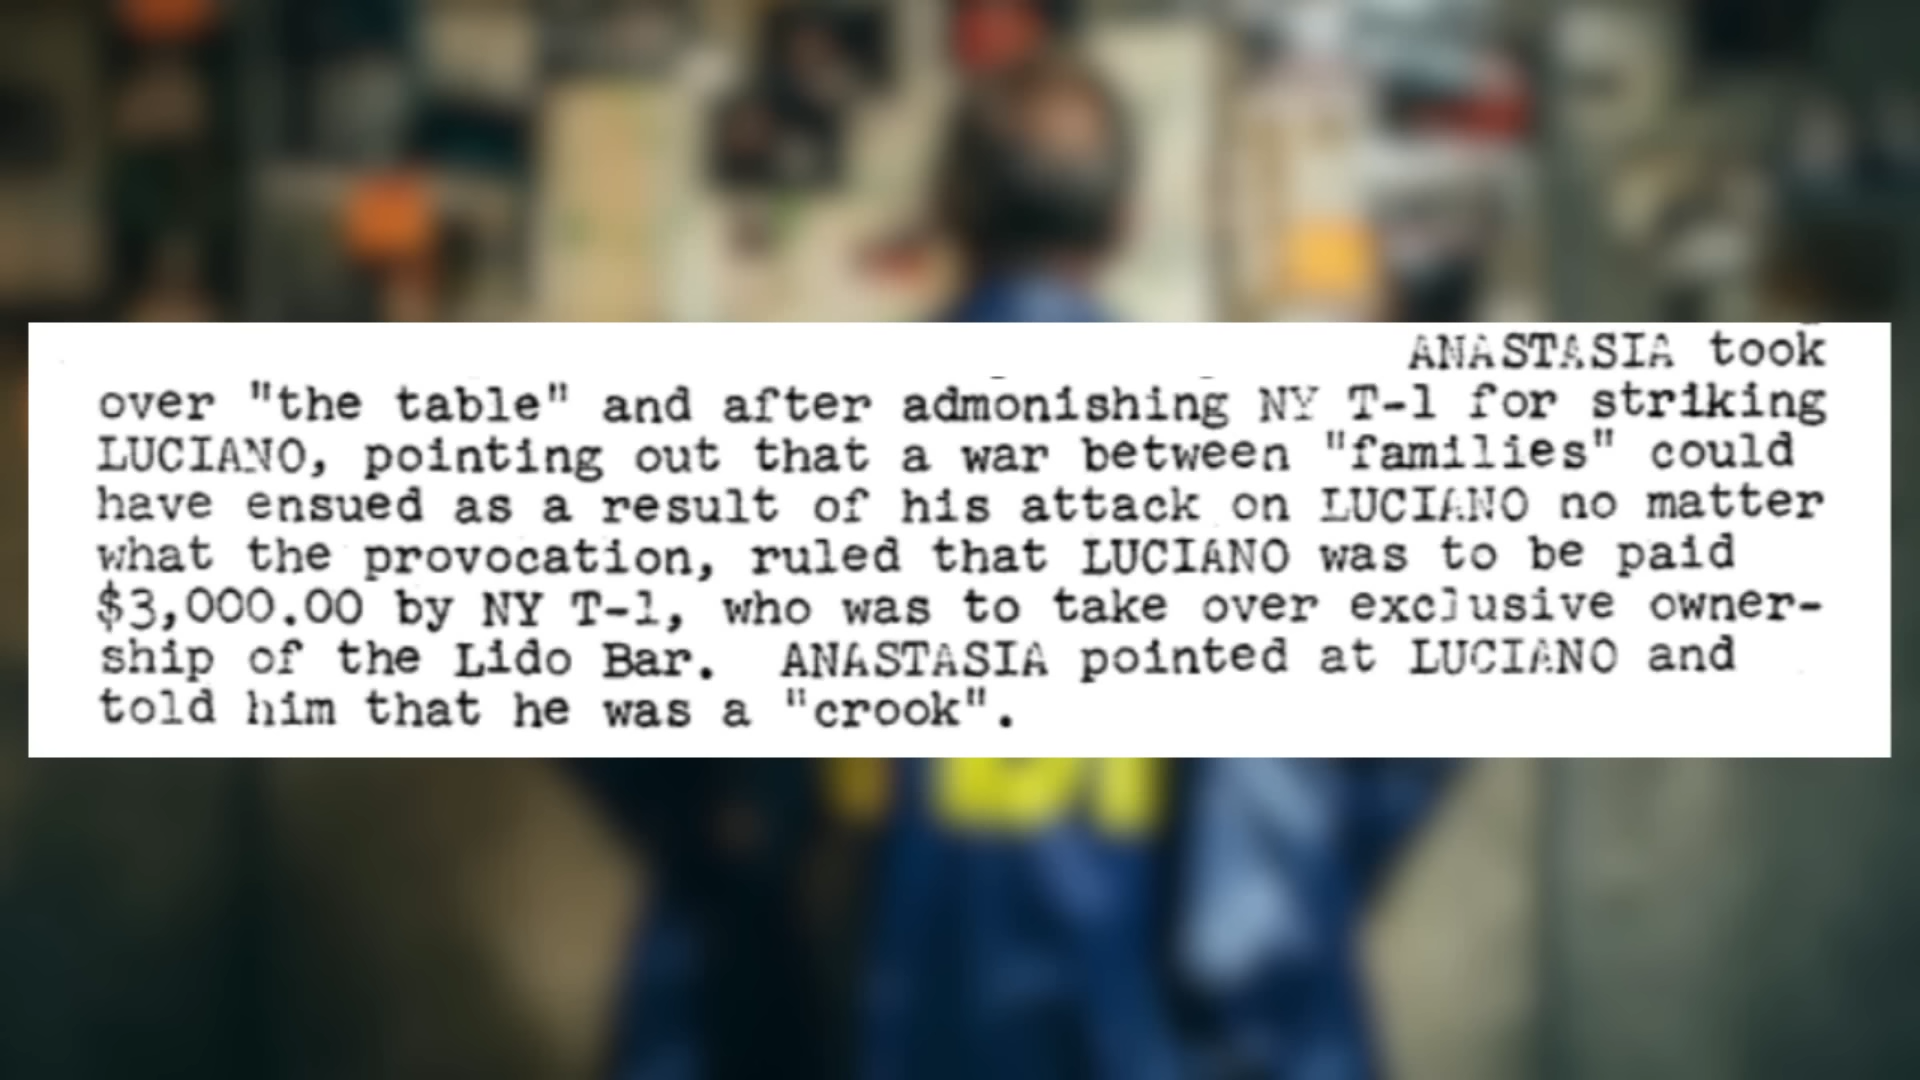 ANASTASIA took
over "the table" and after admonishing NY T-1 for striking
LUCIANO, pointing out that a war between "families" could
have ensued as a result of his attack on LUCIANO no matter
what the provocation, ruled that LUCIANO was to be paid
$3,000.00 by NY T-1, who was to take over exclusive owner-
ship of the Lido Bar.  ANASTASIA pointed at LUCIANO and
told him that he was a "crook".